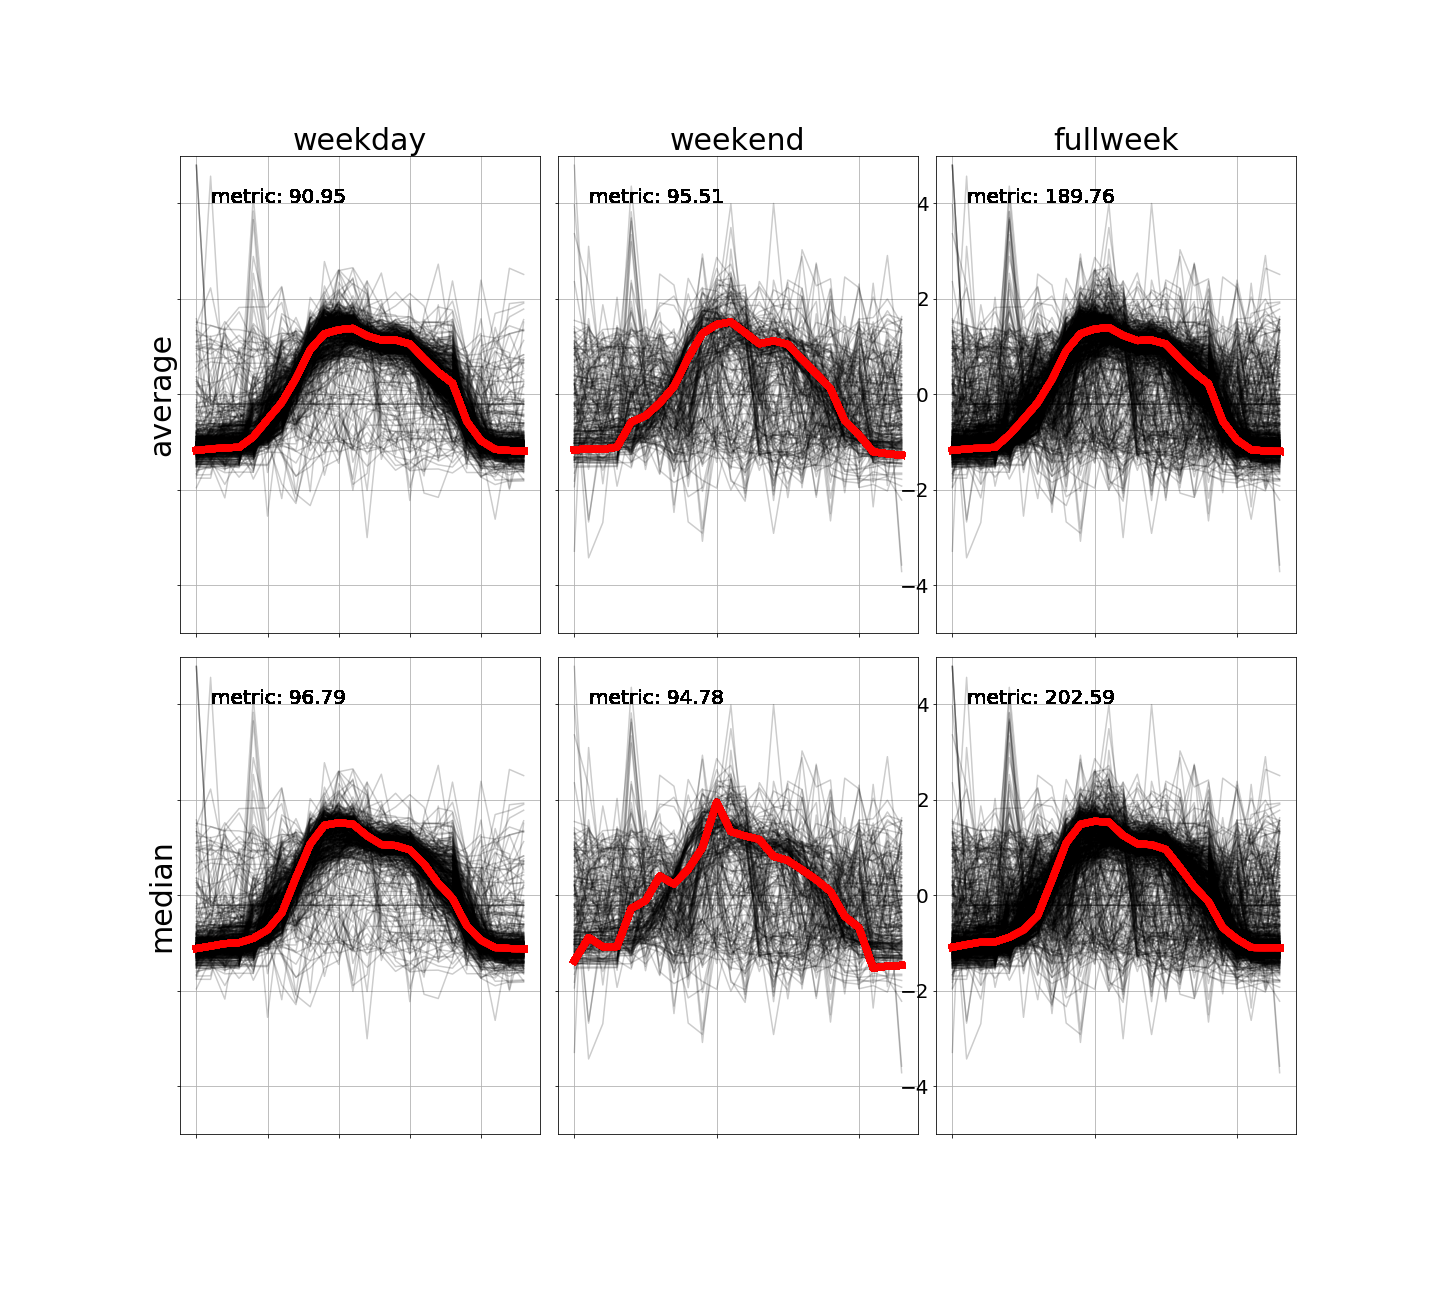 weekday
weekend
fullweek
average
metric: 90.95
metric: 95.51
metric: 189.76
4
2
0
−2
−4
median
metric: 96.79
metric: 94.78
metric: 202.59
4
2
0
−2
−4